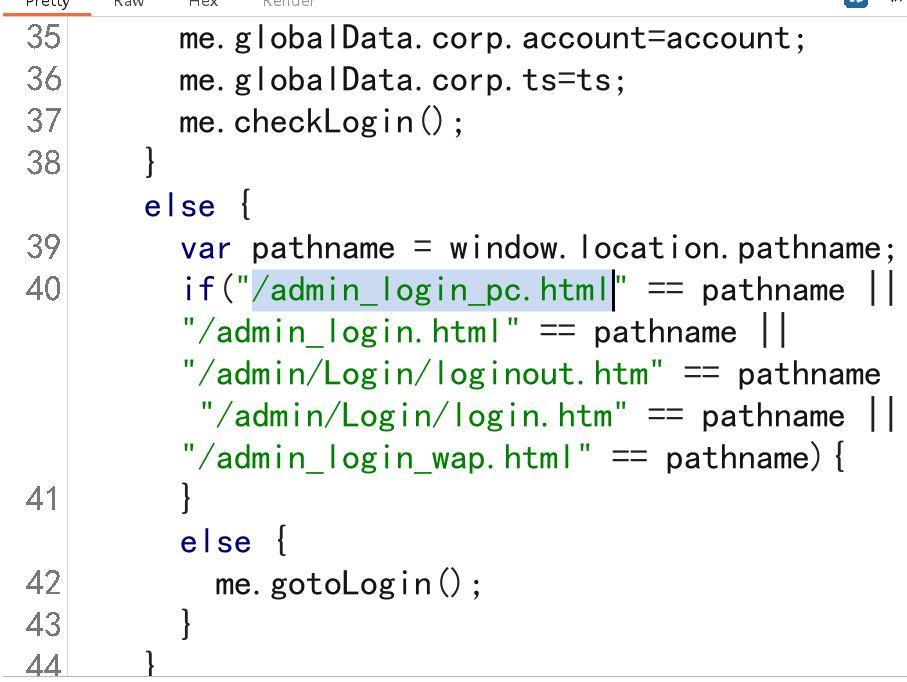 Pretty Raw Hex Render
35 me.globalData.corp.account=account;
36 me.globalData.corp.ts=ts;
37 me.checkLogin();
38 }
else {
39 var pathname = window.location.pathname;
40 if("/admin_login_pc.html" == pathname ||
"/admin_login.html" == pathname ||
"/admin/Login/loginout.htm" == pathname
"/admin/Login/login.htm" == pathname ||
"/admin_login_wap.html" == pathname){
41 }
else {
42 me.gotoLogin();
43 }
44 }